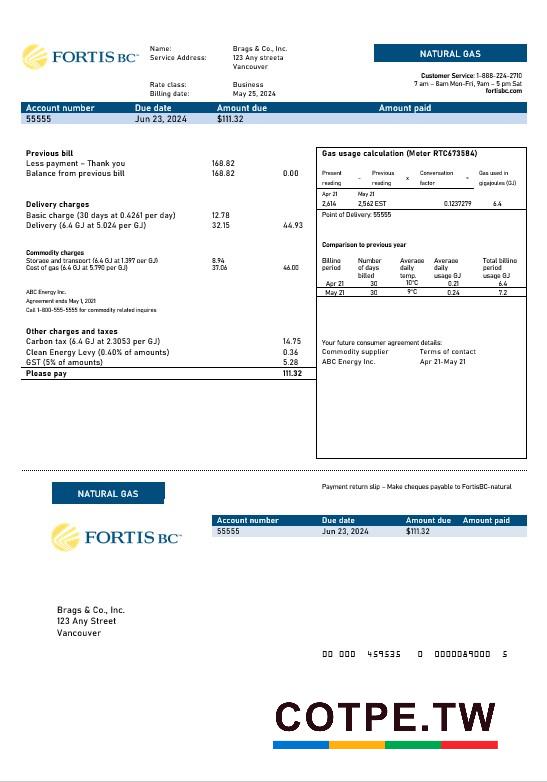 FORTIS BC™
Name: Brags & Co., Inc.
Service Address: 123 Any streeta
Vancouver
Rate class: Business
Billing date: May 25, 2024
NATURAL GAS
Customer Service: 1-888-224-2710
7 am – 8am Mon-Fri, 9am – 5 pm Sat
fortisbc.com
Account number Due date Amount due Amount paid
55555 Jun 23, 2024 $111.32
Previous bill
Less payment – Thank you 168.82
Balance from previous bill 168.82 0.00
Delivery charges
Basic charge (30 days at 0.4261 per day) 12.78
Delivery (6.4 GJ at 5.024 per GJ) 32.15 44.93
Commodity charges
Storage and transport (6.4 GJ at 1.397 per GJ) 8.94
Cost of gas (6.4 GJ at 5.790 per GJ) 37.06 46.00
ABC Energy Inc.
Agreement ends May 1, 2021
Call 1-800-555-5555 for commodity related inquires
Other charges and taxes
Carbon tax (6.4 GJ at 2.3053 per GJ) 14.75
Clean Energy Levy (0.40% of amounts) 0.36
GST (5% of amounts) 5.28
Please pay 111.32
Gas usage calculation (Meter RTC673584)
Present – Previous x Conversation = Gas used in
reading reading factor gigajoules (GJ)
Apr 21 May 21
2,614 2,562 EST 0.1237279 6.4
Point of Delivery: 55555
Comparison to previous year
Billino Number Average Average Total billino
period of days daily daily period
billed temp. usage GJ usage GJ
Apr 21 30 10°C 0.21 6.4
May 21 30 9°C 0.24 7.2
Your future consumer agreement details:
Commodity supplier Terms of contact
ABC Energy Inc. Apr 21-May 21
NATURAL GAS
Payment return slip – Make cheques payable to FortisBC-natural
FORTIS BC™
Account number Due date Amount due Amount paid
55555 Jun 23, 2024 $111.32
Brags & Co., Inc.
123 Any Street
Vancouver
00 000 459535 0 0000089000 5
COTPE.TW